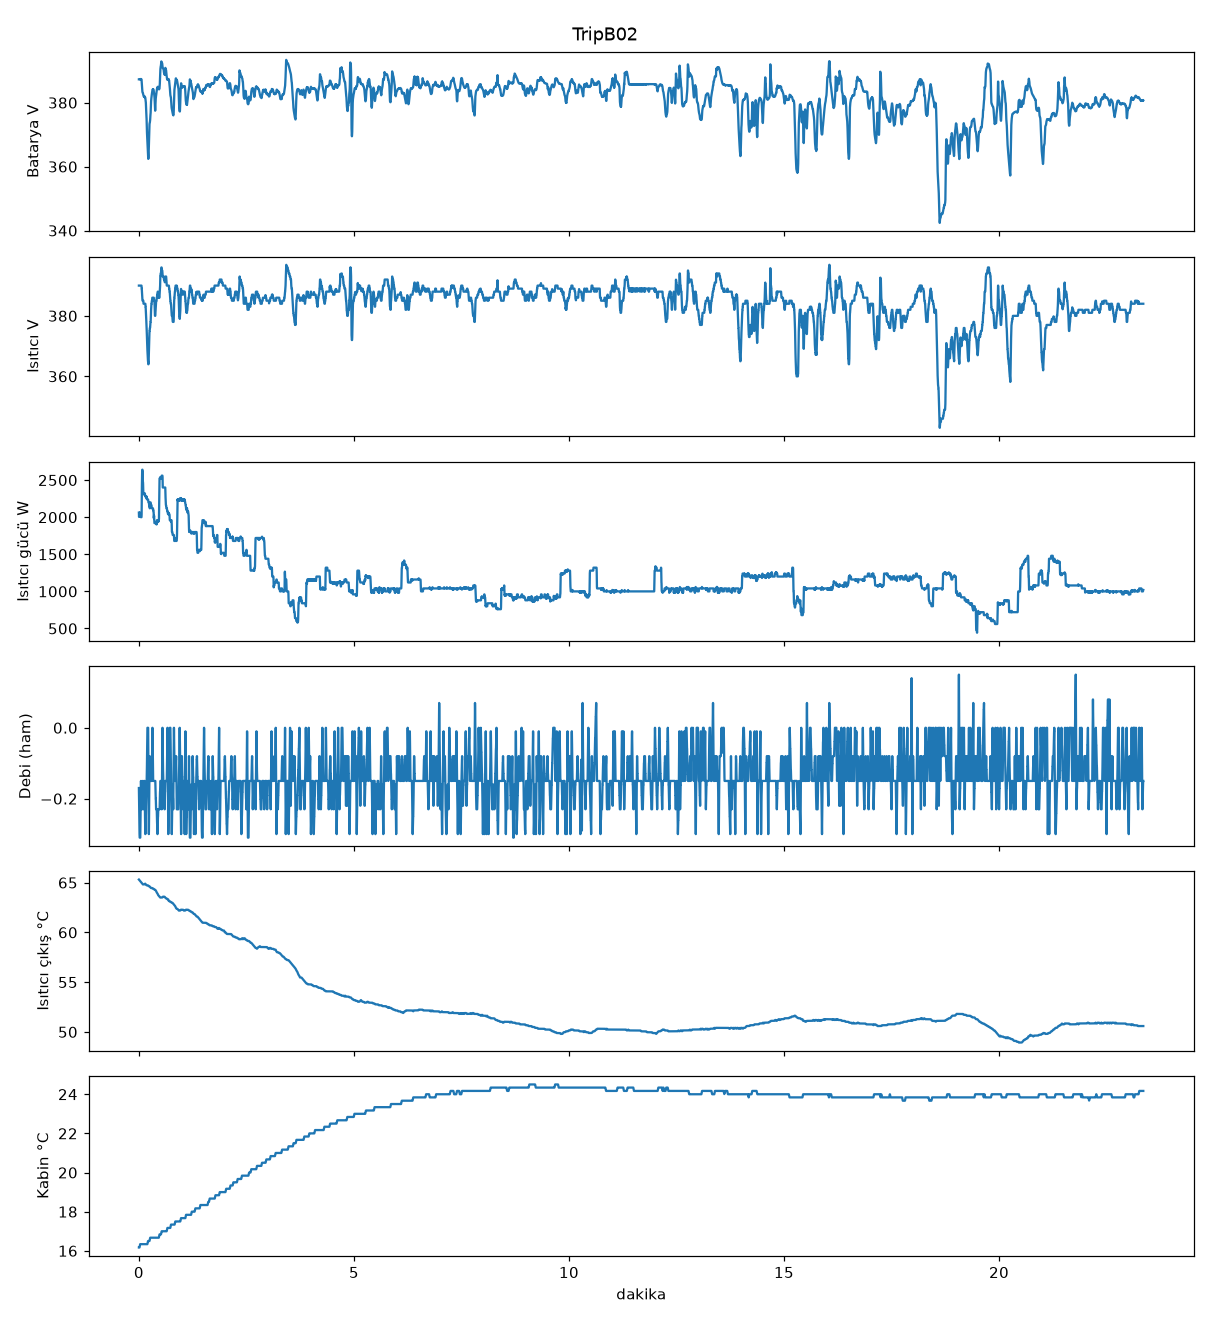 TripB02
Batarya V
380
360
340
Isıtıcı V
380
360
Isıtıcı gücü W
2500
2000
1500
1000
500
Debi (ham)
0.0
−0.2
Isıtıcı çıkış °C
65
60
55
50
Kabin °C
24
22
20
18
16
0 5 10 15 20
dakika